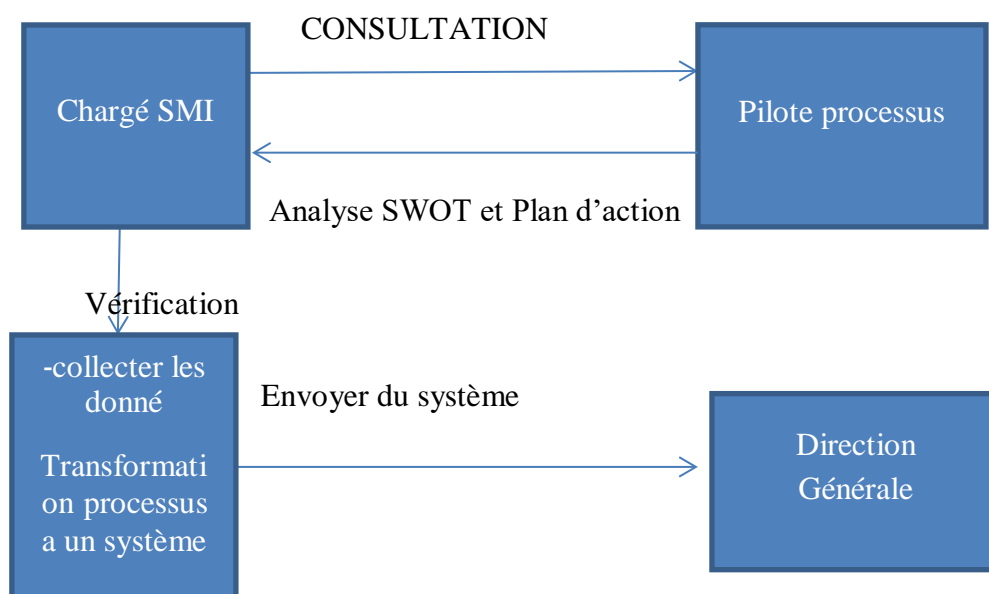 CONSULTATION
Chargé SMI
Pilote processus
Analyse SWOT et Plan d’action
Vérification
-collecter les
donné
Transformati
on processus
a un système
Envoyer du système
Direction
Générale